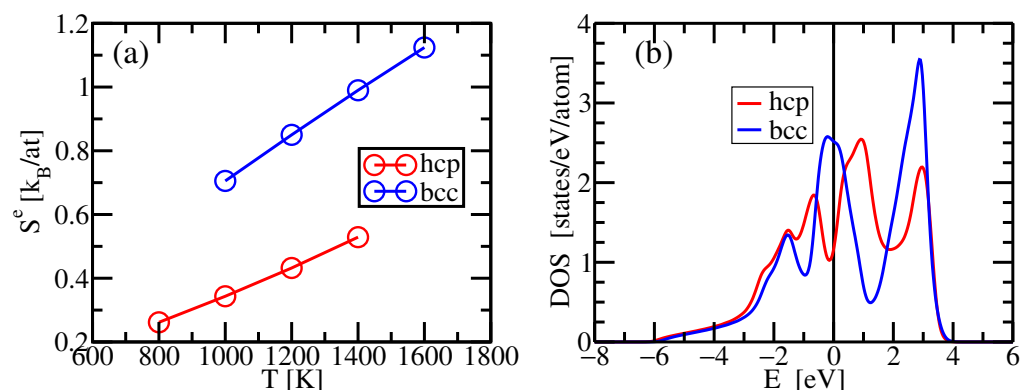 (a)
1.2
1
0.8
0.6
0.4
0.2
S^e [k_B/at]
hcp
bcc
600 800 1000 1200 1400 1600 1800
T [K]
(b)
4
3
2
1
0
DOS [states/eV/atom]
hcp
bcc
−8 −6 −4 −2 0 2 4 6
E [eV]